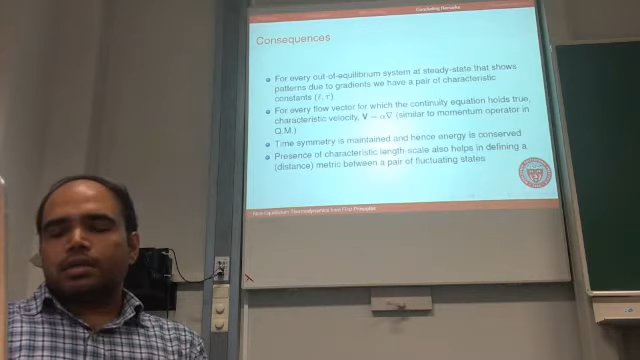 Concluding Remarks
Consequences
For every out-of-equilibrium system at steady-state that shows
patterns due to gradients we have a pair of characteristic
constants (ℓ, τ)
For every flow vector for which the continuity equation holds true,
characteristic velocity, V = α∇ (similar to momentum operator in
Q.M.)
Time symmetry is maintained and hence energy is conserved
Presence of characteristic length-scale also helps in defining a
(distance) metric between a pair of fluctuating states
Non-Equilibrium Thermodynamics from First Principles